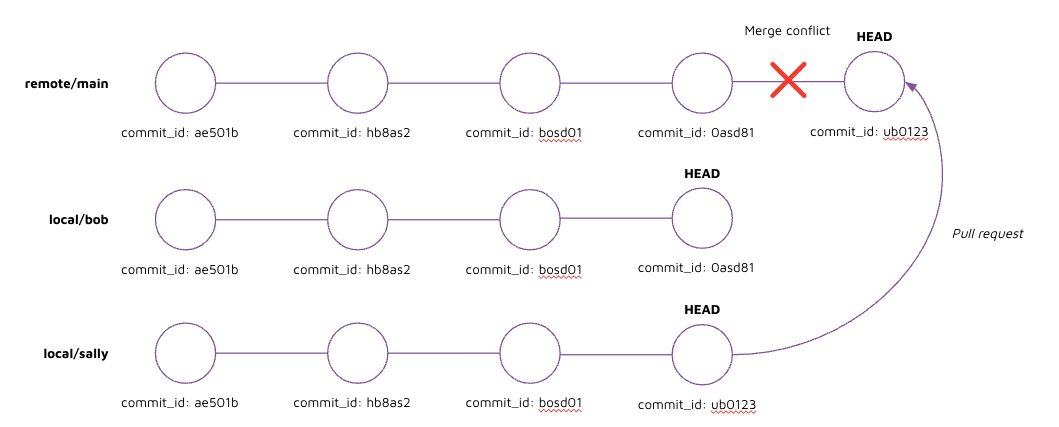 Merge conflict
HEAD
remote/main
commit_id: ae501b
commit_id: hb8as2
commit_id: bosd01
commit_id: 0asd81
commit_id: ub0123
HEAD
local/bob
commit_id: ae501b
commit_id: hb8as2
commit_id: bosd01
commit_id: 0asd81
Pull request
HEAD
local/sally
commit_id: ae501b
commit_id: hb8as2
commit_id: bosd01
commit_id: ub0123